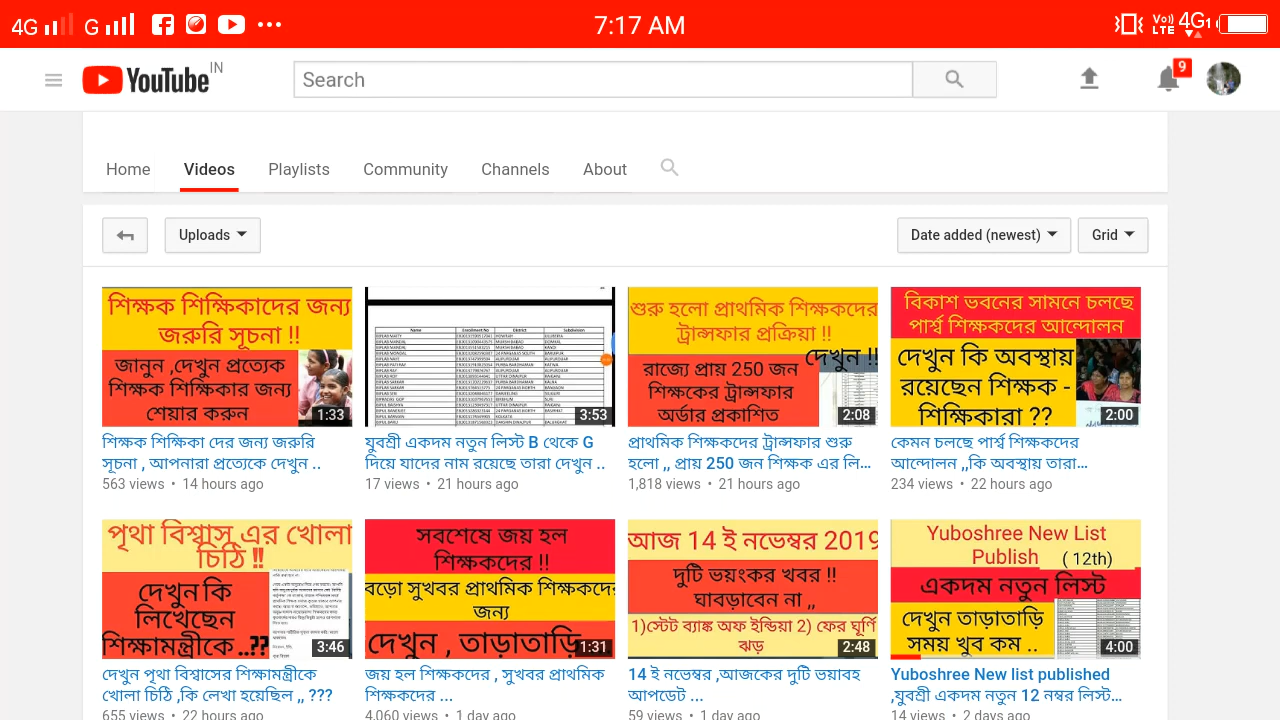 4G G 7:17 AM Vo)) LTE 4G 1
YouTube IN
Search
9
Home Videos Playlists Community Channels About
Uploads Date added (newest) Grid
শিক্ষক শিক্ষিকাদের জন্য
জরুরি সূচনা !!
জানুন ,দেখুন প্রত্যেক
শিক্ষক শিক্ষিকার জন্য
শেয়ার করুন
1:33
শিক্ষক শিক্ষিকা দের জন্য জরুরি
সূচনা , আপনারা প্রত্যেকে দেখুন ..
563 views • 14 hours ago
Name Enrollment No District Subdivision
3:53
যুবশ্রী একদম নতুন লিস্ট B থেকে G
দিয়ে যাদের নাম রয়েছে তারা দেখুন ..
17 views • 21 hours ago
শুরু হলো প্রাথমিক শিক্ষকদের
ট্রান্সফার প্রক্রিয়া !!
দেখুন !!
রাজ্যে প্রায় 250 জন
শিক্ষকের ট্রান্সফার
অর্ডার প্রকাশিত
2:08
প্রাথমিক শিক্ষকদের ট্রান্সফার শুরু
হলো ,, প্রায় 250 জন শিক্ষক এর লি...
1,818 views • 21 hours ago
বিকাশ ভবনের সামনে চলছে
পার্শ্ব শিক্ষকদের আন্দোলন
দেখুন কি অবস্থায়
রয়েছেন শিক্ষক -
শিক্ষিকারা ??
2:00
কেমন চলছে পার্শ্ব শিক্ষকদের
আন্দোলন ,,কি অবস্থায় তারা...
234 views • 22 hours ago
পৃথা বিশ্বাস এর খোলা
চিঠি !!
দেখুন কি
লিখেছেন
শিক্ষামন্ত্রীকে ..??
3:46
দেখুন পৃথা বিশ্বাসের শিক্ষামন্ত্রীকে
খোলা চিঠি ,কি লেখা হয়েছিল ,, ???
655 views • 22 hours ago
সবশেষে জয় হল
শিক্ষকদের !!
বড়ো সুখবর প্রাথমিক শিক্ষকদের
জন্য
দেখুন , তাড়াতাড়ি
1:31
জয় হল শিক্ষকদের , সুখবর প্রাথমিক
শিক্ষকদের ...
4,060 views • 1 day ago
আজ 14 ই নভেম্বর 2019
দুটি ভয়ংকর খবর !!
ঘাবড়াবেন না ,,
1)স্টেট ব্যাঙ্ক অফ ইন্ডিয়া 2) ফের ঘূর্ণি
ঝড়
2:48
14 ই নভেম্বর ,আজকের দুটি ভয়াবহ
আপডেট ...
59 views • 1 day ago
Yuboshree New List
Publish ( 12th)
একদম নতুন লিস্ট
দেখুন তাড়াতাড়ি
সময় খুব কম ..
4:00
Yuboshree New list published
,যুবশ্রী একদম নতুন 12 নম্বর লিস্ট...
14 views • 2 days ago